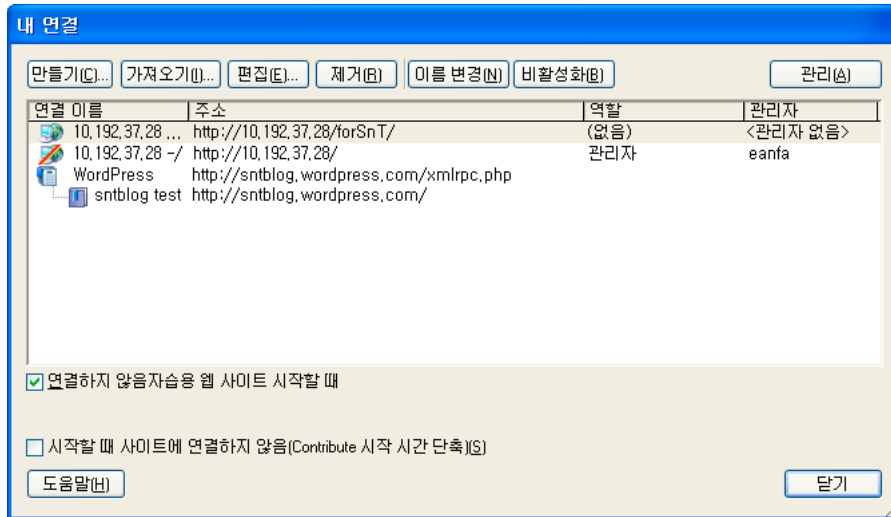 내 연결
만들기(C)... 가져오기(I)... 편집(E)... 제거(R) 이름 변경(N) 비활성화(B) 관리(A)
연결 이름 주소 역할 관리자
10,192,37,28 ... http://10,192,37,28/forSnT/ (없음) <관리자 없음>
10,192,37,28 -/ http://10,192,37,28/ 관리자 eanfa
WordPress http://sntblog.wordpress.com/xmlrpc.php
sntblog test http://sntblog.wordpress.com/
연결하지 않음자습용 웹 사이트 시작할 때
시작할 때 사이트에 연결하지 않음(Contribute 시작 시간 단축)(S)
도움말(H) 닫기